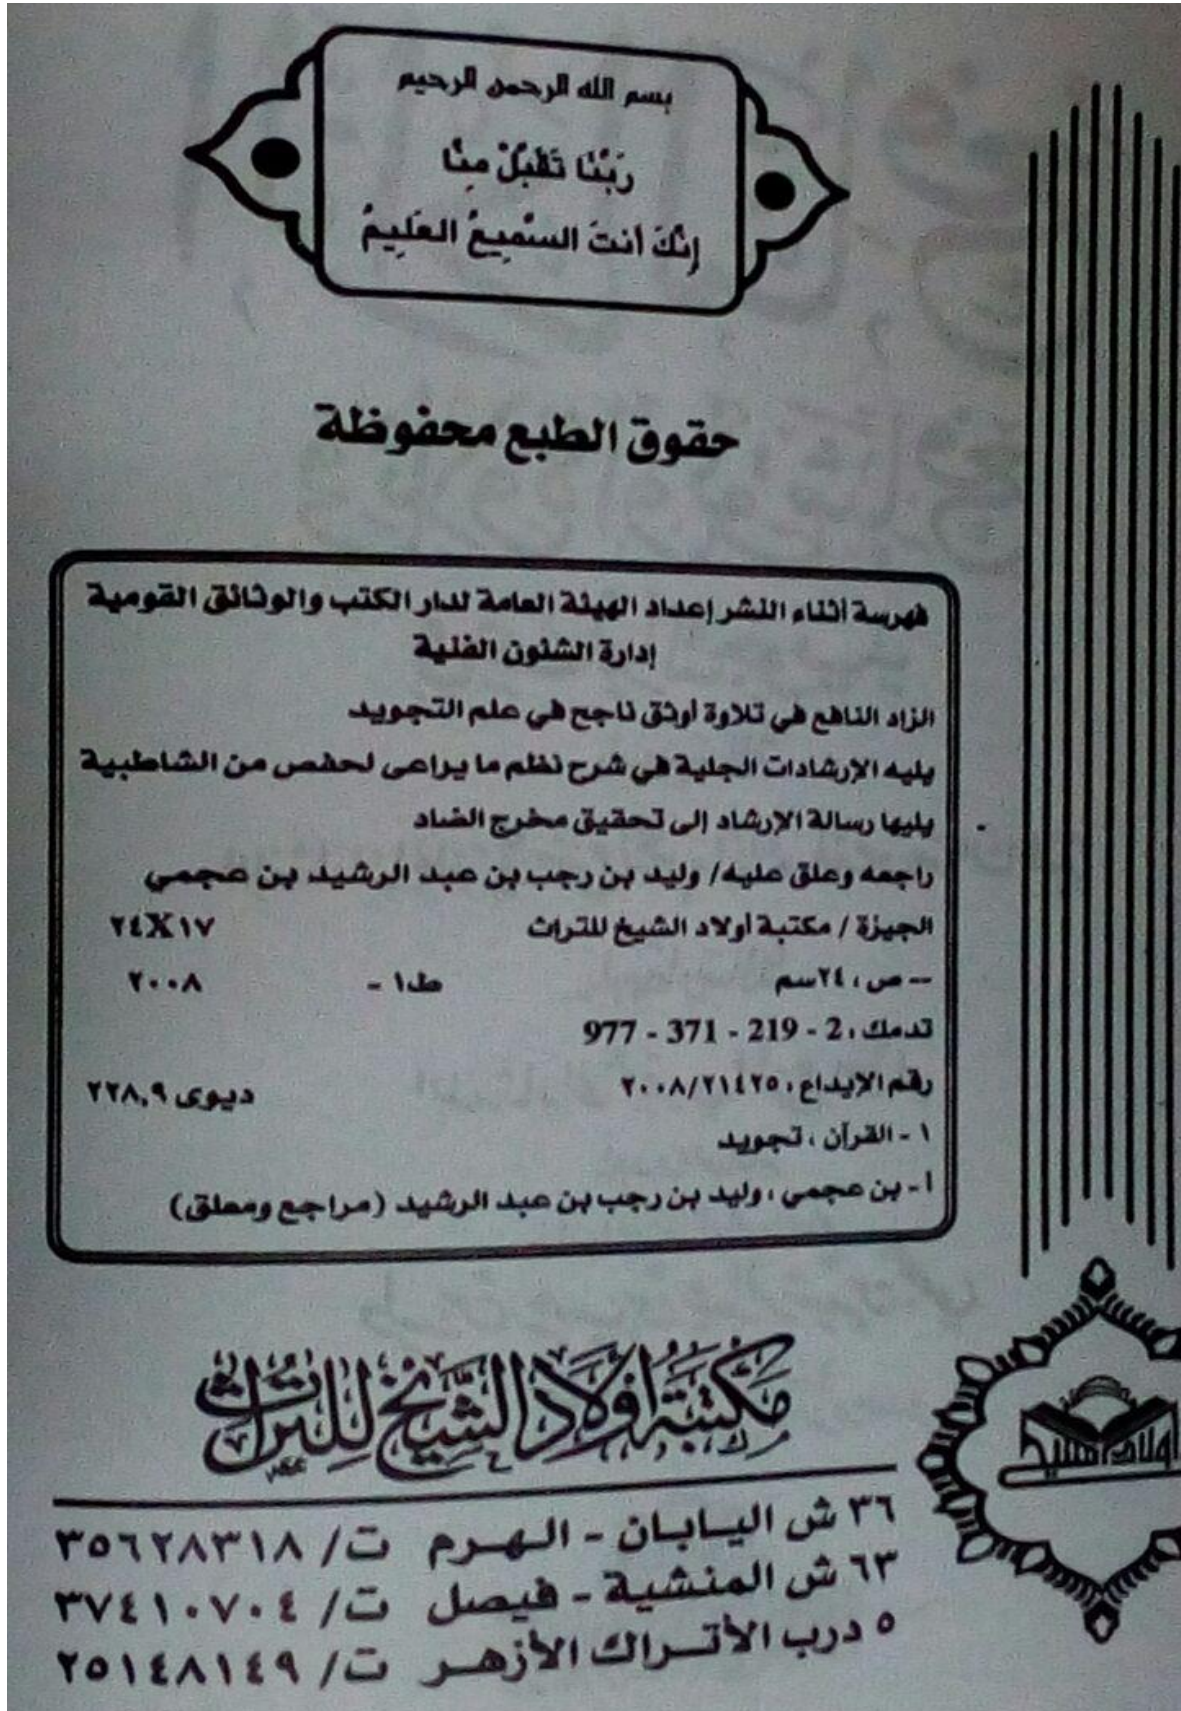 بسم الله الرحمن الرحيم
رَبَّنَا تَقَبَّلْ مِنَّا
إِنَّكَ أَنتَ السَّمِيعُ العَلِيمُ
حقوق الطبع محفوظة
فهرسة أثناء النشر إعداد الهيئة العامة لدار الكتب والوثائق القومية
إدارة الشئون الفنية
الزاد النافع في تلاوة أوثق ناجح في علم التجويد
يليه الإرشادات الجلية في شرح نظم ما يراعى لحفص من الشاطبية
يليها رسالة الإرشاد إلى تحقيق مخرج الضاد
راجعه وعلق عليه/ وليد بن رجب بن عبد الرشيد بن عجمي
الجيزة / مكتبة أولاد الشيخ للتراث ٢٤X١٧
-- ص، ٢٤سم ط١ - ٢٠٠٨
تدمك: 2 - 219 - 371 - 977
رقم الإيداع: ٢٠٠٨/٢١٤٢٥ ديوى ٢٢٨,٩
١ - القرآن، تجويد
أ - بن عجمي، وليد بن رجب بن عبد الرشيد (مراجع ومعلق)
مكتبة أولاد الشيخ للتراث
أولاد الشيخ
٣٦ ش اليابان - الهرم ت/ ٣٥٦٢٨٣١٨
٦٣ ش المنشية - فيصل ت/ ٣٧٤١٠٧٠٤
٥ درب الأتراك الأزهر ت/ ٢٥١٤٨١٤٩